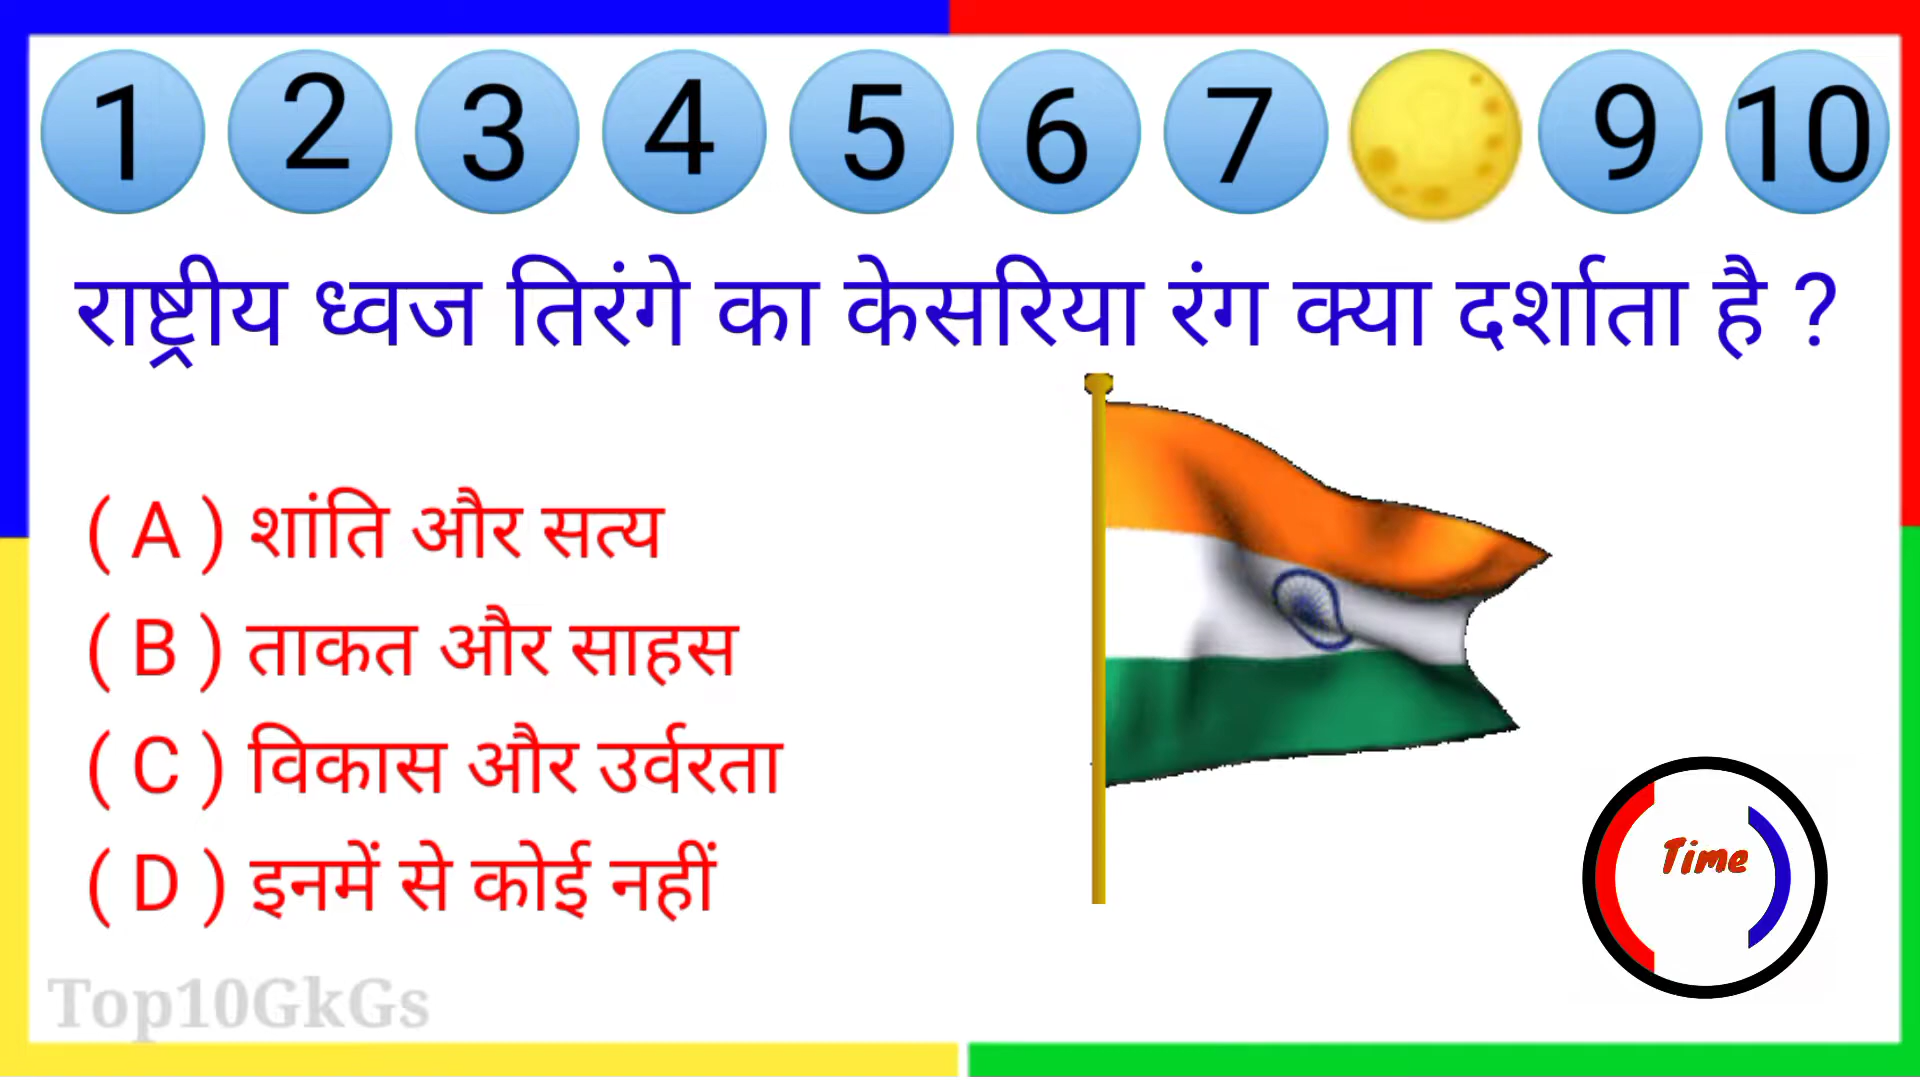 1 2 3 4 5 6 7 9 10
राष्ट्रीय ध्वज तिरंगे का केसरिया रंग क्या दर्शाता है ?
( A ) शांति और सत्य
( B ) ताकत और साहस
( C ) विकास और उर्वरता
( D ) इनमें से कोई नहीं
Time
Top10GkGs